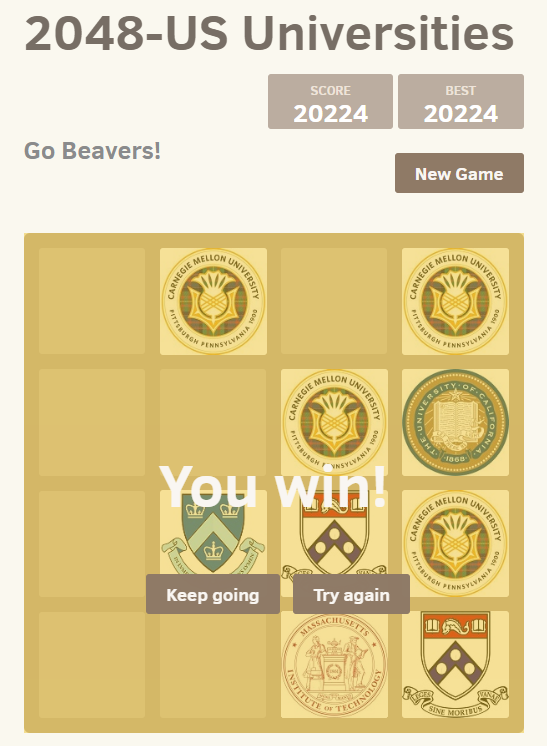 2048-US Universities
SCORE
20224
BEST
20224
Go Beavers!
New Game
CARNEGIE MELLON UNIVERSITY
PITTSBURGH PENNSYLVANIA 1900
CARNEGIE MELLON UNIVERSITY
PITTSBURGH PENNSYLVANIA 1900
CARNEGIE MELLON UNIVERSITY
PITTSBURGH PENNSYLVANIA 1900
THE UNIVERSITY OF CALIFORNIA
1868
You win!
CARNEGIE MELLON UNIVERSITY
PITTSBURGH PENNSYLVANIA 1900
Keep going
Try again
MASSACHUSETTS
INSTITUTE OF TECHNOLOGY
LEGES
VANAE
SINE MORIBUS